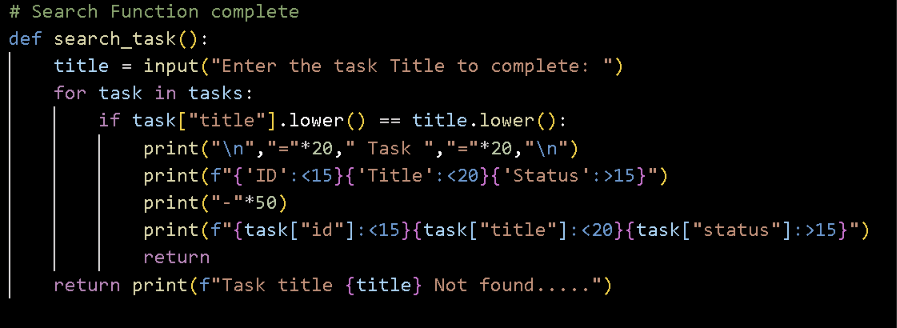 # Search Function complete
def search_task():
    title = input("Enter the task Title to complete: ")
    for task in tasks:
        if task["title"].lower() == title.lower():
            print("\n","="*20," Task ","="*20,"\n")
            print(f"{'ID':<15}{'Title':<20}{'Status':>15}")
            print("-"*50)
            print(f"{task["id"]:<15}{task["title"]:<20}{task["status"]:>15}")
            return
    return print(f"Task title {title} Not found.....")